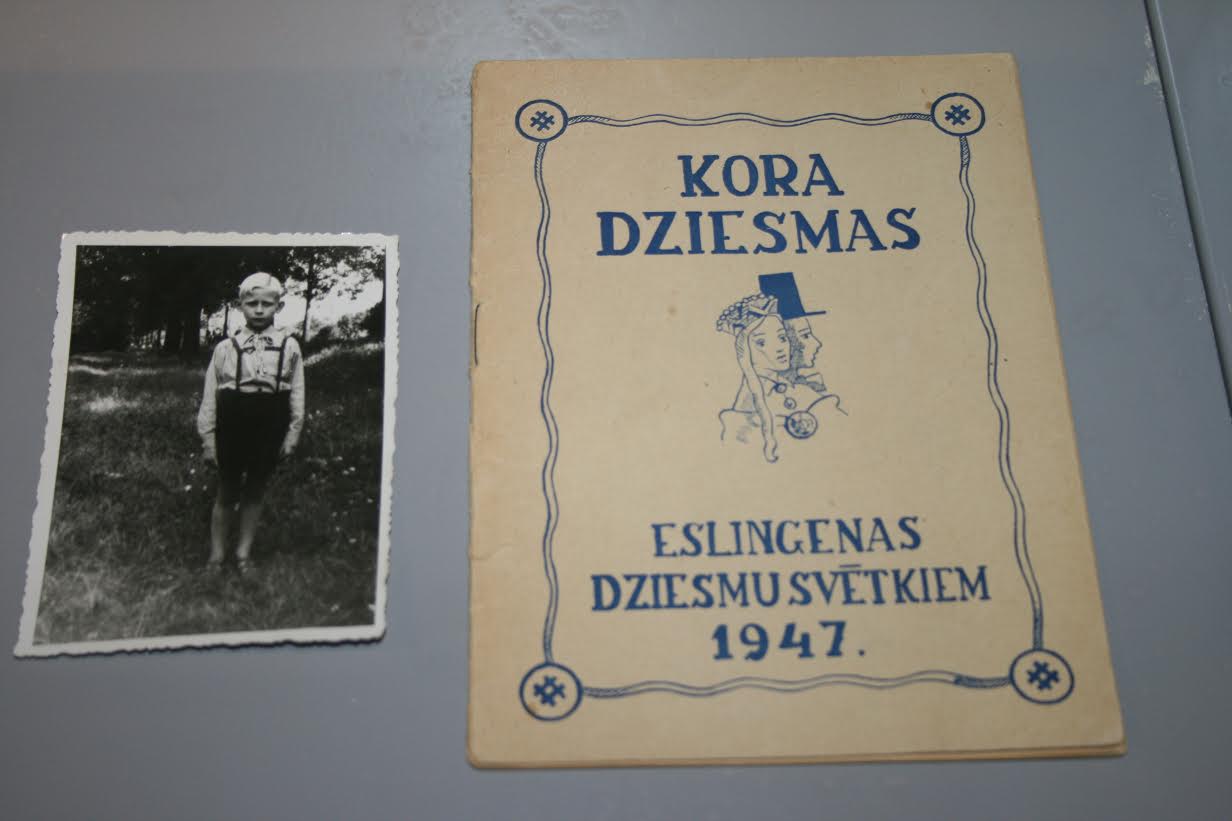 KORA
DZIESMAS
ESLINGENAS
DZIESMU SVĒTKIEM
1947.